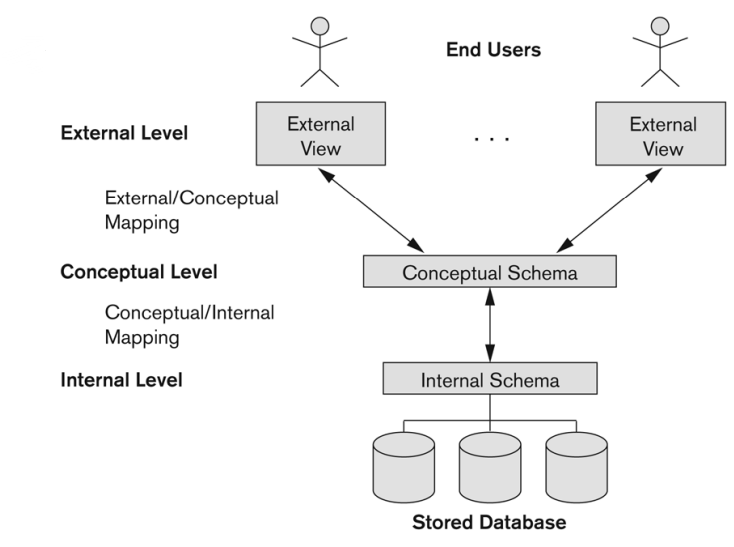 End Users
External Level
External
View
. . .
External
View
External/Conceptual
Mapping
Conceptual Level
Conceptual Schema
Conceptual/Internal
Mapping
Internal Level
Internal Schema
Stored Database